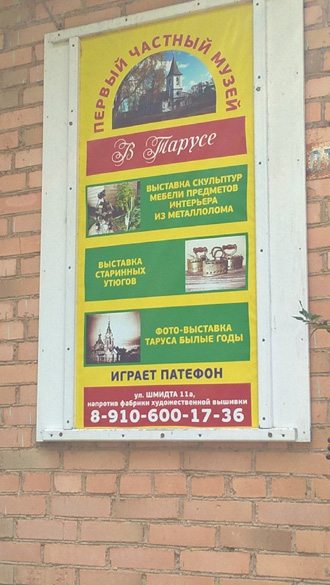 ПЕРВЫЙ ЧАСТНЫЙ МУЗЕЙ
В Тарусе
ВЫСТАВКА СКУЛЬПТУР
МЕБЕЛИ ПРЕДМЕТОВ
ИНТЕРЬЕРА
ИЗ МЕТАЛЛОЛОМА
ВЫСТАВКА
СТАРИННЫХ
УТЮГОВ
ФОТО-ВЫСТАВКА
ТАРУСА БЫЛЫЕ ГОДЫ
ИГРАЕТ ПАТЕФОН
ул. ШМИДТА 11а,
напротив фабрики художественной вышивки
8-910-600-17-36